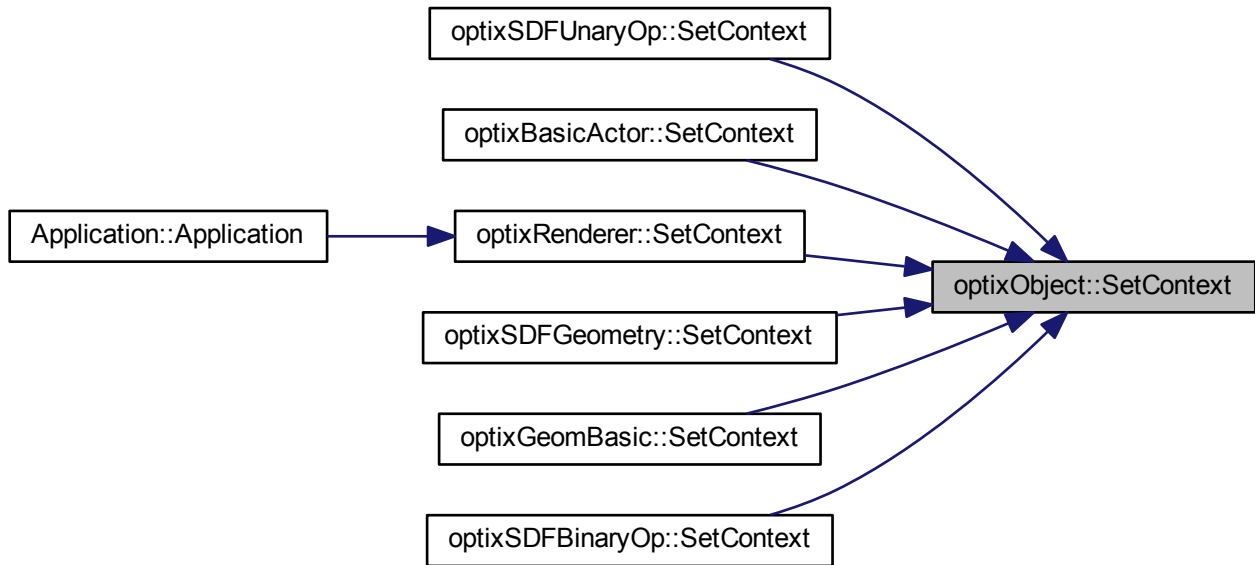 optixSDFUnaryOp::SetContext
optixBasicActor::SetContext
Application::Application
optixRenderer::SetContext
optixObject::SetContext
optixSDFGeometry::SetContext
optixGeomBasic::SetContext
optixSDFBinaryOp::SetContext